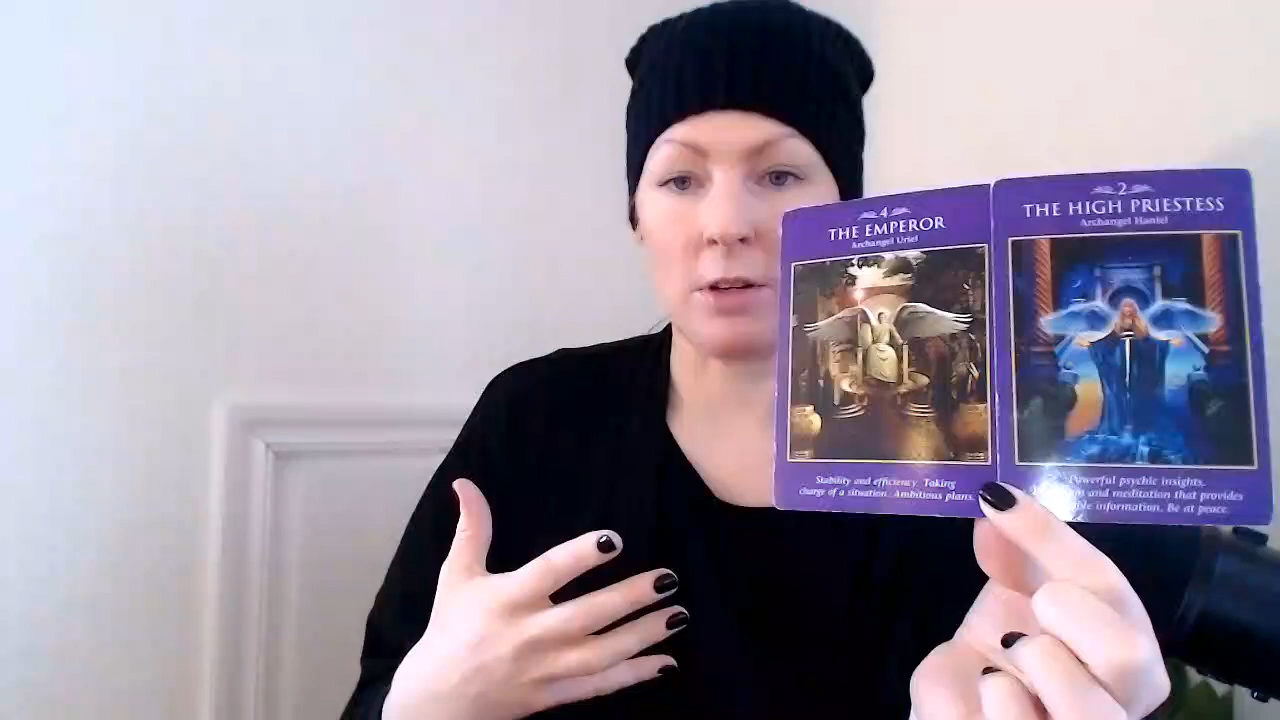 4
THE EMPEROR
Archangel Uriel
Stability and efficiency. Taking
charge of a situation. Ambitious plans.
2
THE HIGH PRIESTESS
Archangel Haniel
Powerful psychic insights.
and meditation that provides
information. Be at peace.